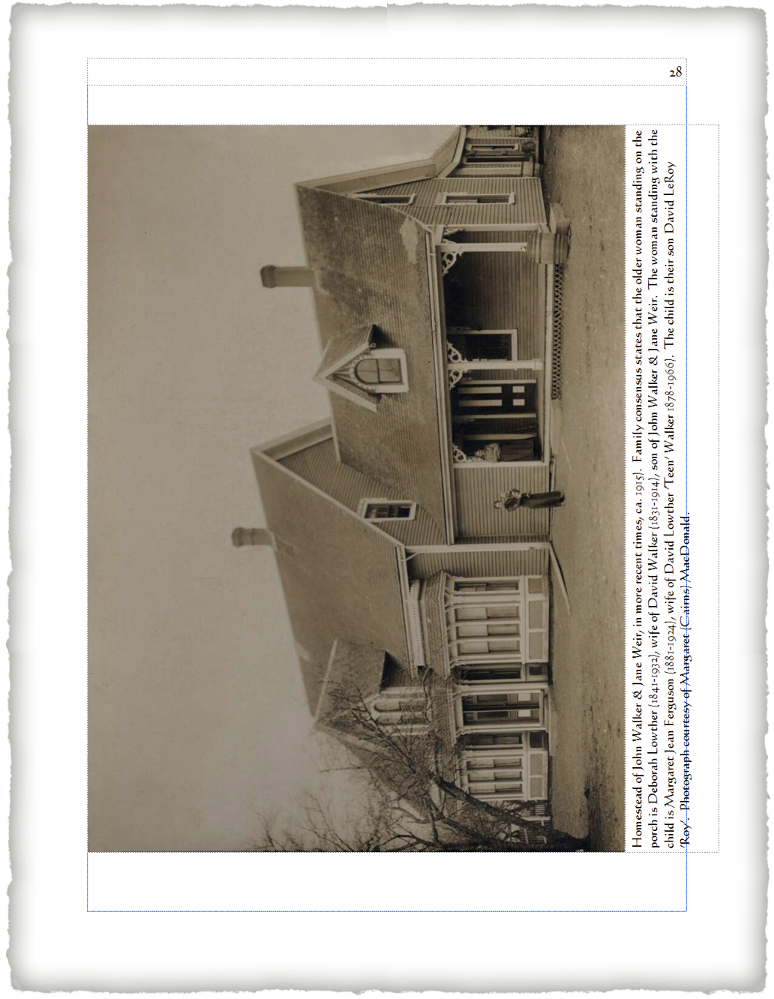 28
Homestead of John Walker & Jane Weir, in more recent times, ca. 1915). Family consensus states that the older woman standing on the
porch is Deborah Lowther (1841-1932), wife of David Walker (1831-1914), son of John Walker & Jane Weir. The woman standing with the
child is Margaret Jean Ferguson (1881-1924), wife of David Lowther 'Teen' Walker 1878-1966). The child is their son David LeRoy
'Roy'. Photograph courtesy of Margaret (Cairns) MacDonald.